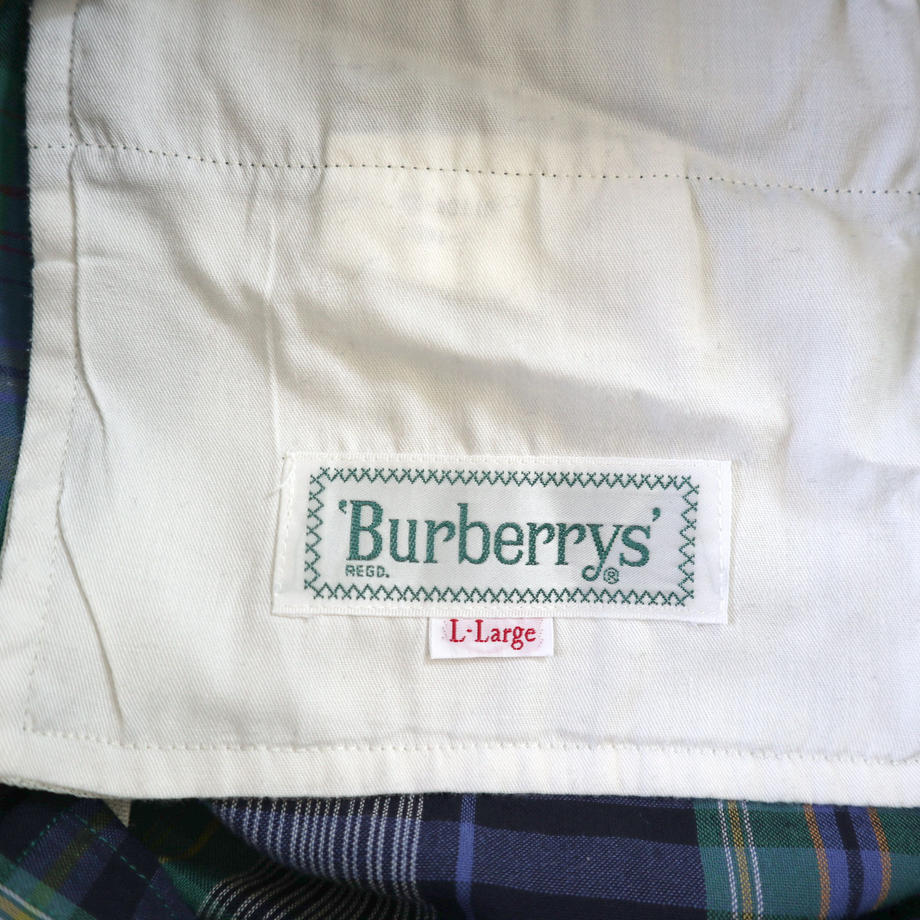 'Burberrys'
REGD. ®
L-Large